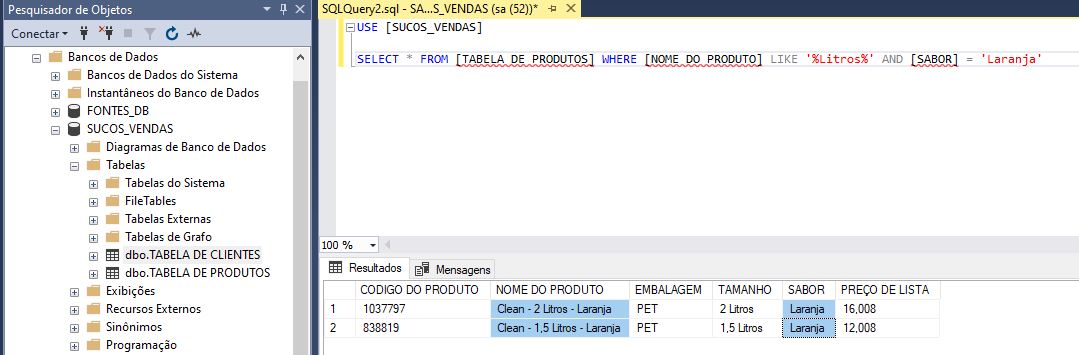 Pesquisador de Objetos
Conectar
Bancos de Dados
Bancos de Dados do Sistema
Instantâneos do Banco de Dados
FONTES_DB
SUCOS_VENDAS
Diagramas de Banco de Dados
Tabelas
Tabelas do Sistema
FileTables
Tabelas Externas
Tabelas de Grafo
dbo.TABELA DE CLIENTES
dbo.TABELA DE PRODUTOS
Exibições
Recursos Externos
Sinônimos
Programação
SQLQuery2.sql - SA...S_VENDAS (sa (52))*
USE [SUCOS_VENDAS]
SELECT * FROM [TABELA DE PRODUTOS] WHERE [NOME DO PRODUTO] LIKE '%Litros%' AND [SABOR] = 'Laranja'
100 %
Resultados Mensagens
CODIGO DO PRODUTO NOME DO PRODUTO EMBALAGEM TAMANHO SABOR PREÇO DE LISTA
1 1037797 Clean - 2 Litros - Laranja PET 2 Litros Laranja 16,008
2 838819 Clean - 1,5 Litros - Laranja PET 1,5 Litros Laranja 12,008